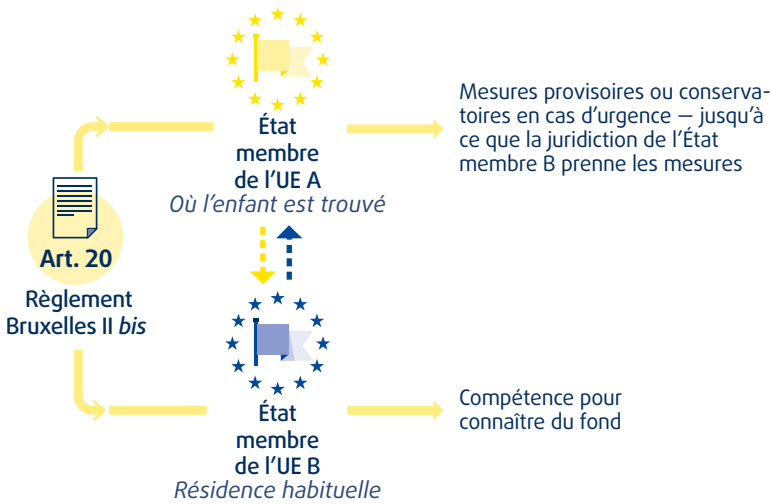 État
membre
de l'UE A
Où l'enfant est trouvé
Mesures provisoires ou conserva-
toires en cas d'urgence – jusqu'à
ce que la juridiction de l'État
membre B prenne les mesures
Art. 20
Règlement
Bruxelles II bis
État
membre
de l'UE B
Résidence habituelle
Compétence pour
connaître du fond